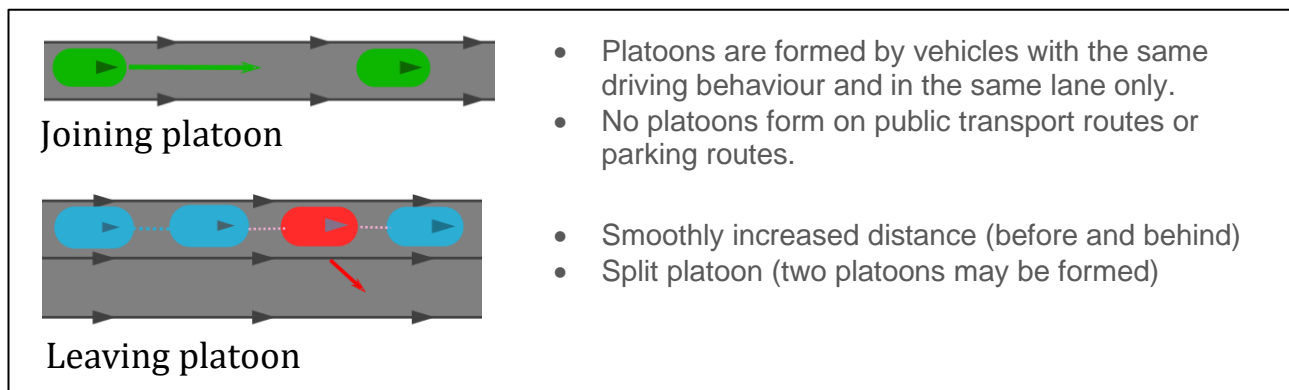 Joining platoon
• Platoons are formed by vehicles with the same
driving behaviour and in the same lane only.
• No platoons form on public transport routes or
parking routes.
Leaving platoon
• Smoothly increased distance (before and behind)
• Split platoon (two platoons may be formed)